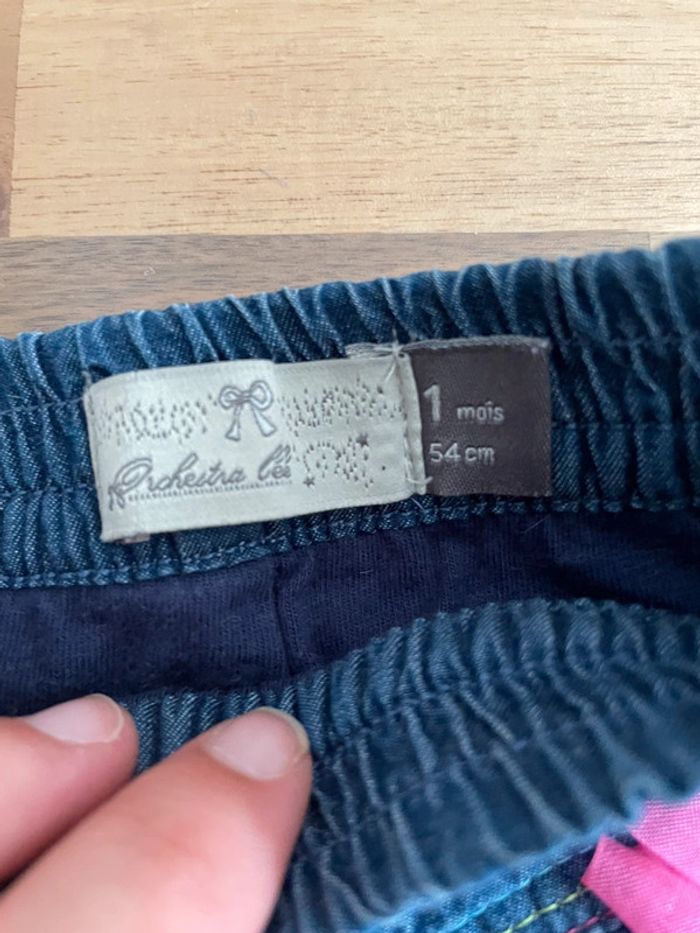 Orchestra
1 mois
54 cm